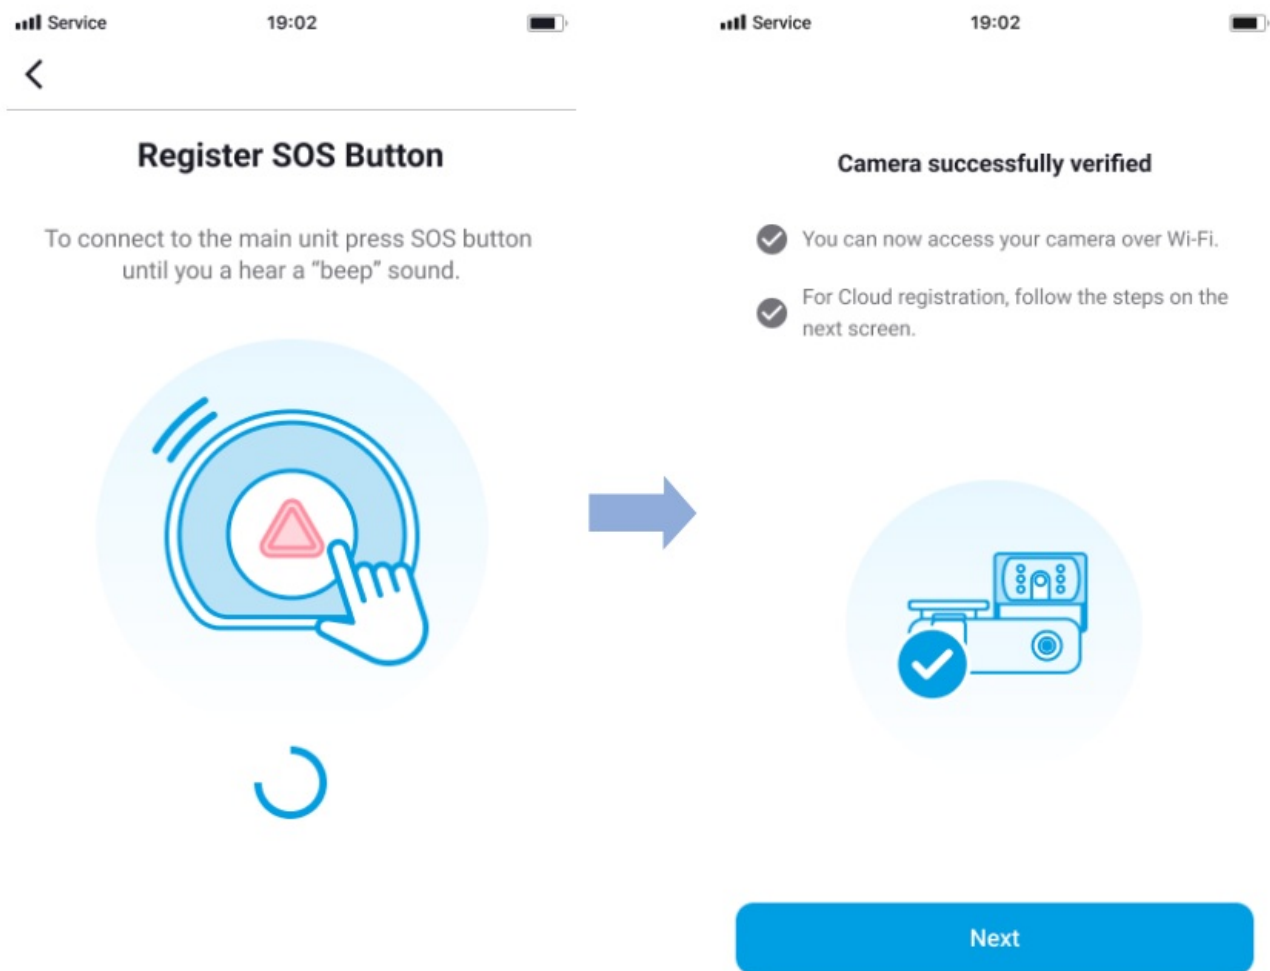 Service
19:02
Register SOS Button
To connect to the main unit press SOS button
until you a hear a “beep” sound.
Service
19:02
Camera successfully verified
You can now access your camera over Wi-Fi.
For Cloud registration, follow the steps on the
next screen.
Next